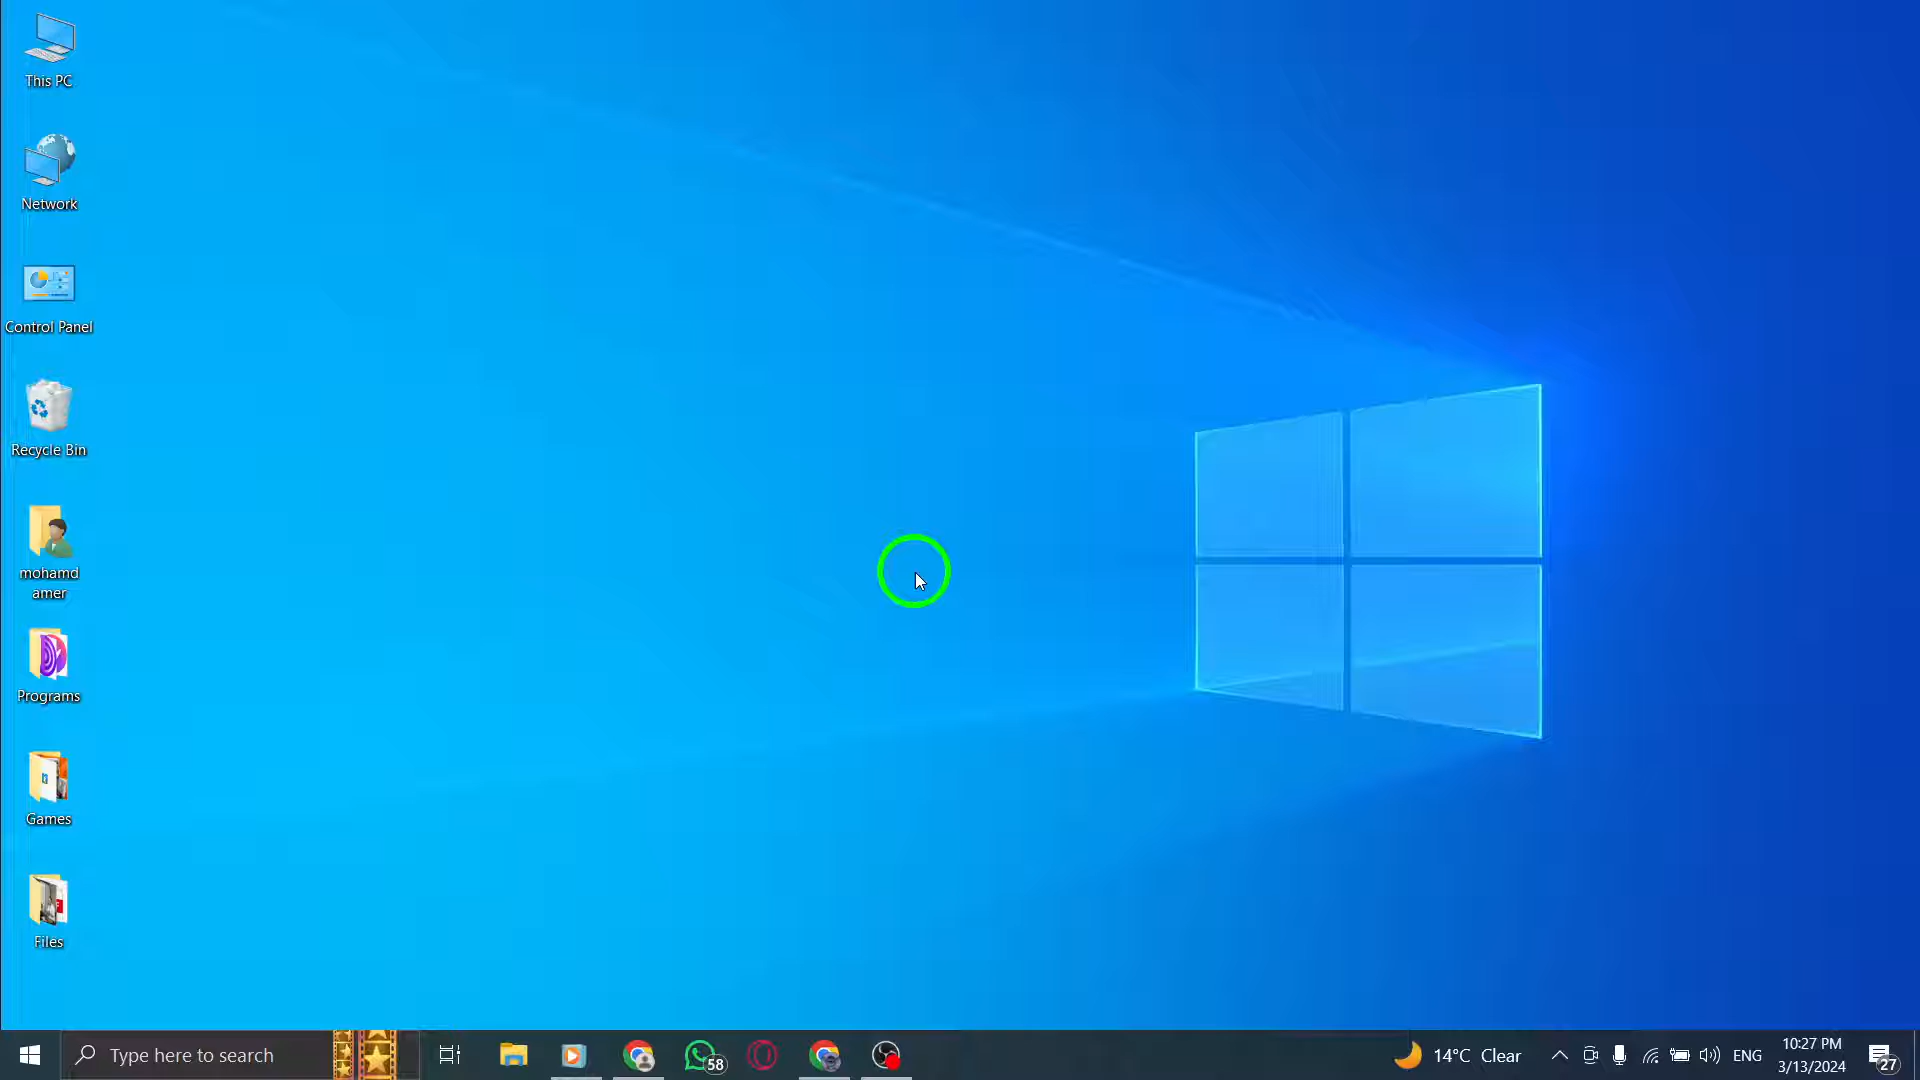 This PC
Network
Control Panel
Recycle Bin
mohamd
amer
Programs
Games
Files
Type here to search
58
14°C Clear
ENG
10:27 PM
3/13/2024
27